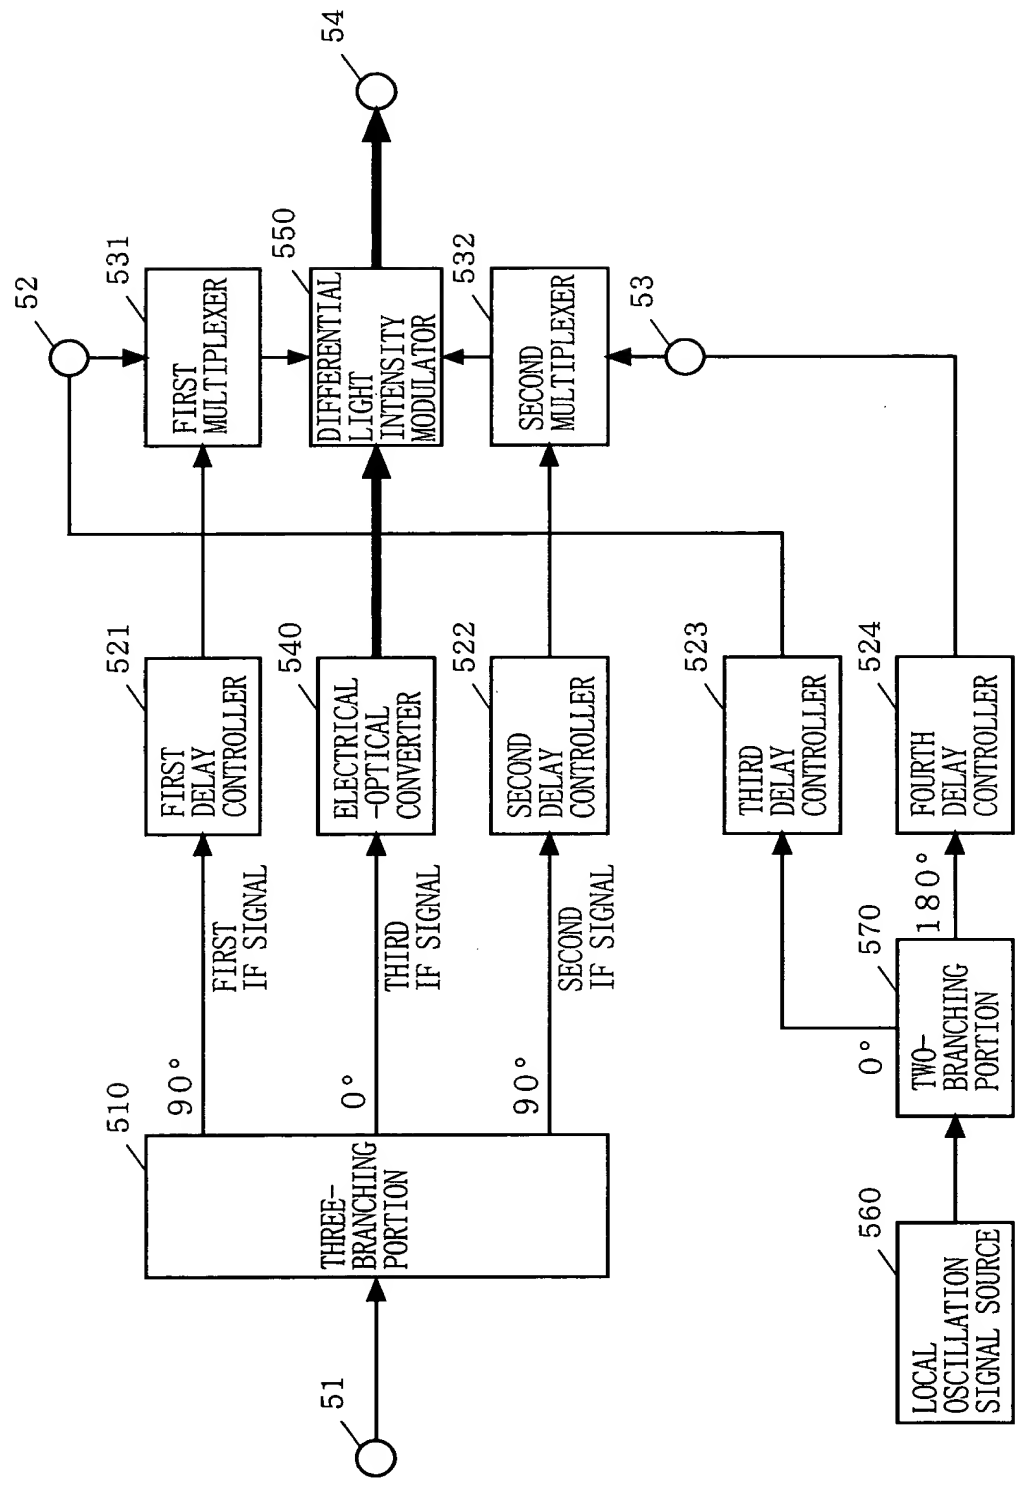 51
510
THREE-
BRANCHING
PORTION
90°
FIRST
IF SIGNAL
0°
THIRD
IF SIGNAL
90°
SECOND
IF SIGNAL
521
FIRST
DELAY
CONTROLLER
540
ELECTRICAL
-OPTICAL
CONVERTER
522
SECOND
DELAY
CONTROLLER
52
531
FIRST
MULTIPLEXER
550
DIFFERENTIAL
LIGHT
INTENSITY
MODULATOR
532
SECOND
MULTIPLEXER
53
54
560
LOCAL
OSCILLATION
SIGNAL SOURCE
570
TWO-
BRANCHING
PORTION
0°
180°
523
THIRD
DELAY
CONTROLLER
524
FOURTH
DELAY
CONTROLLER